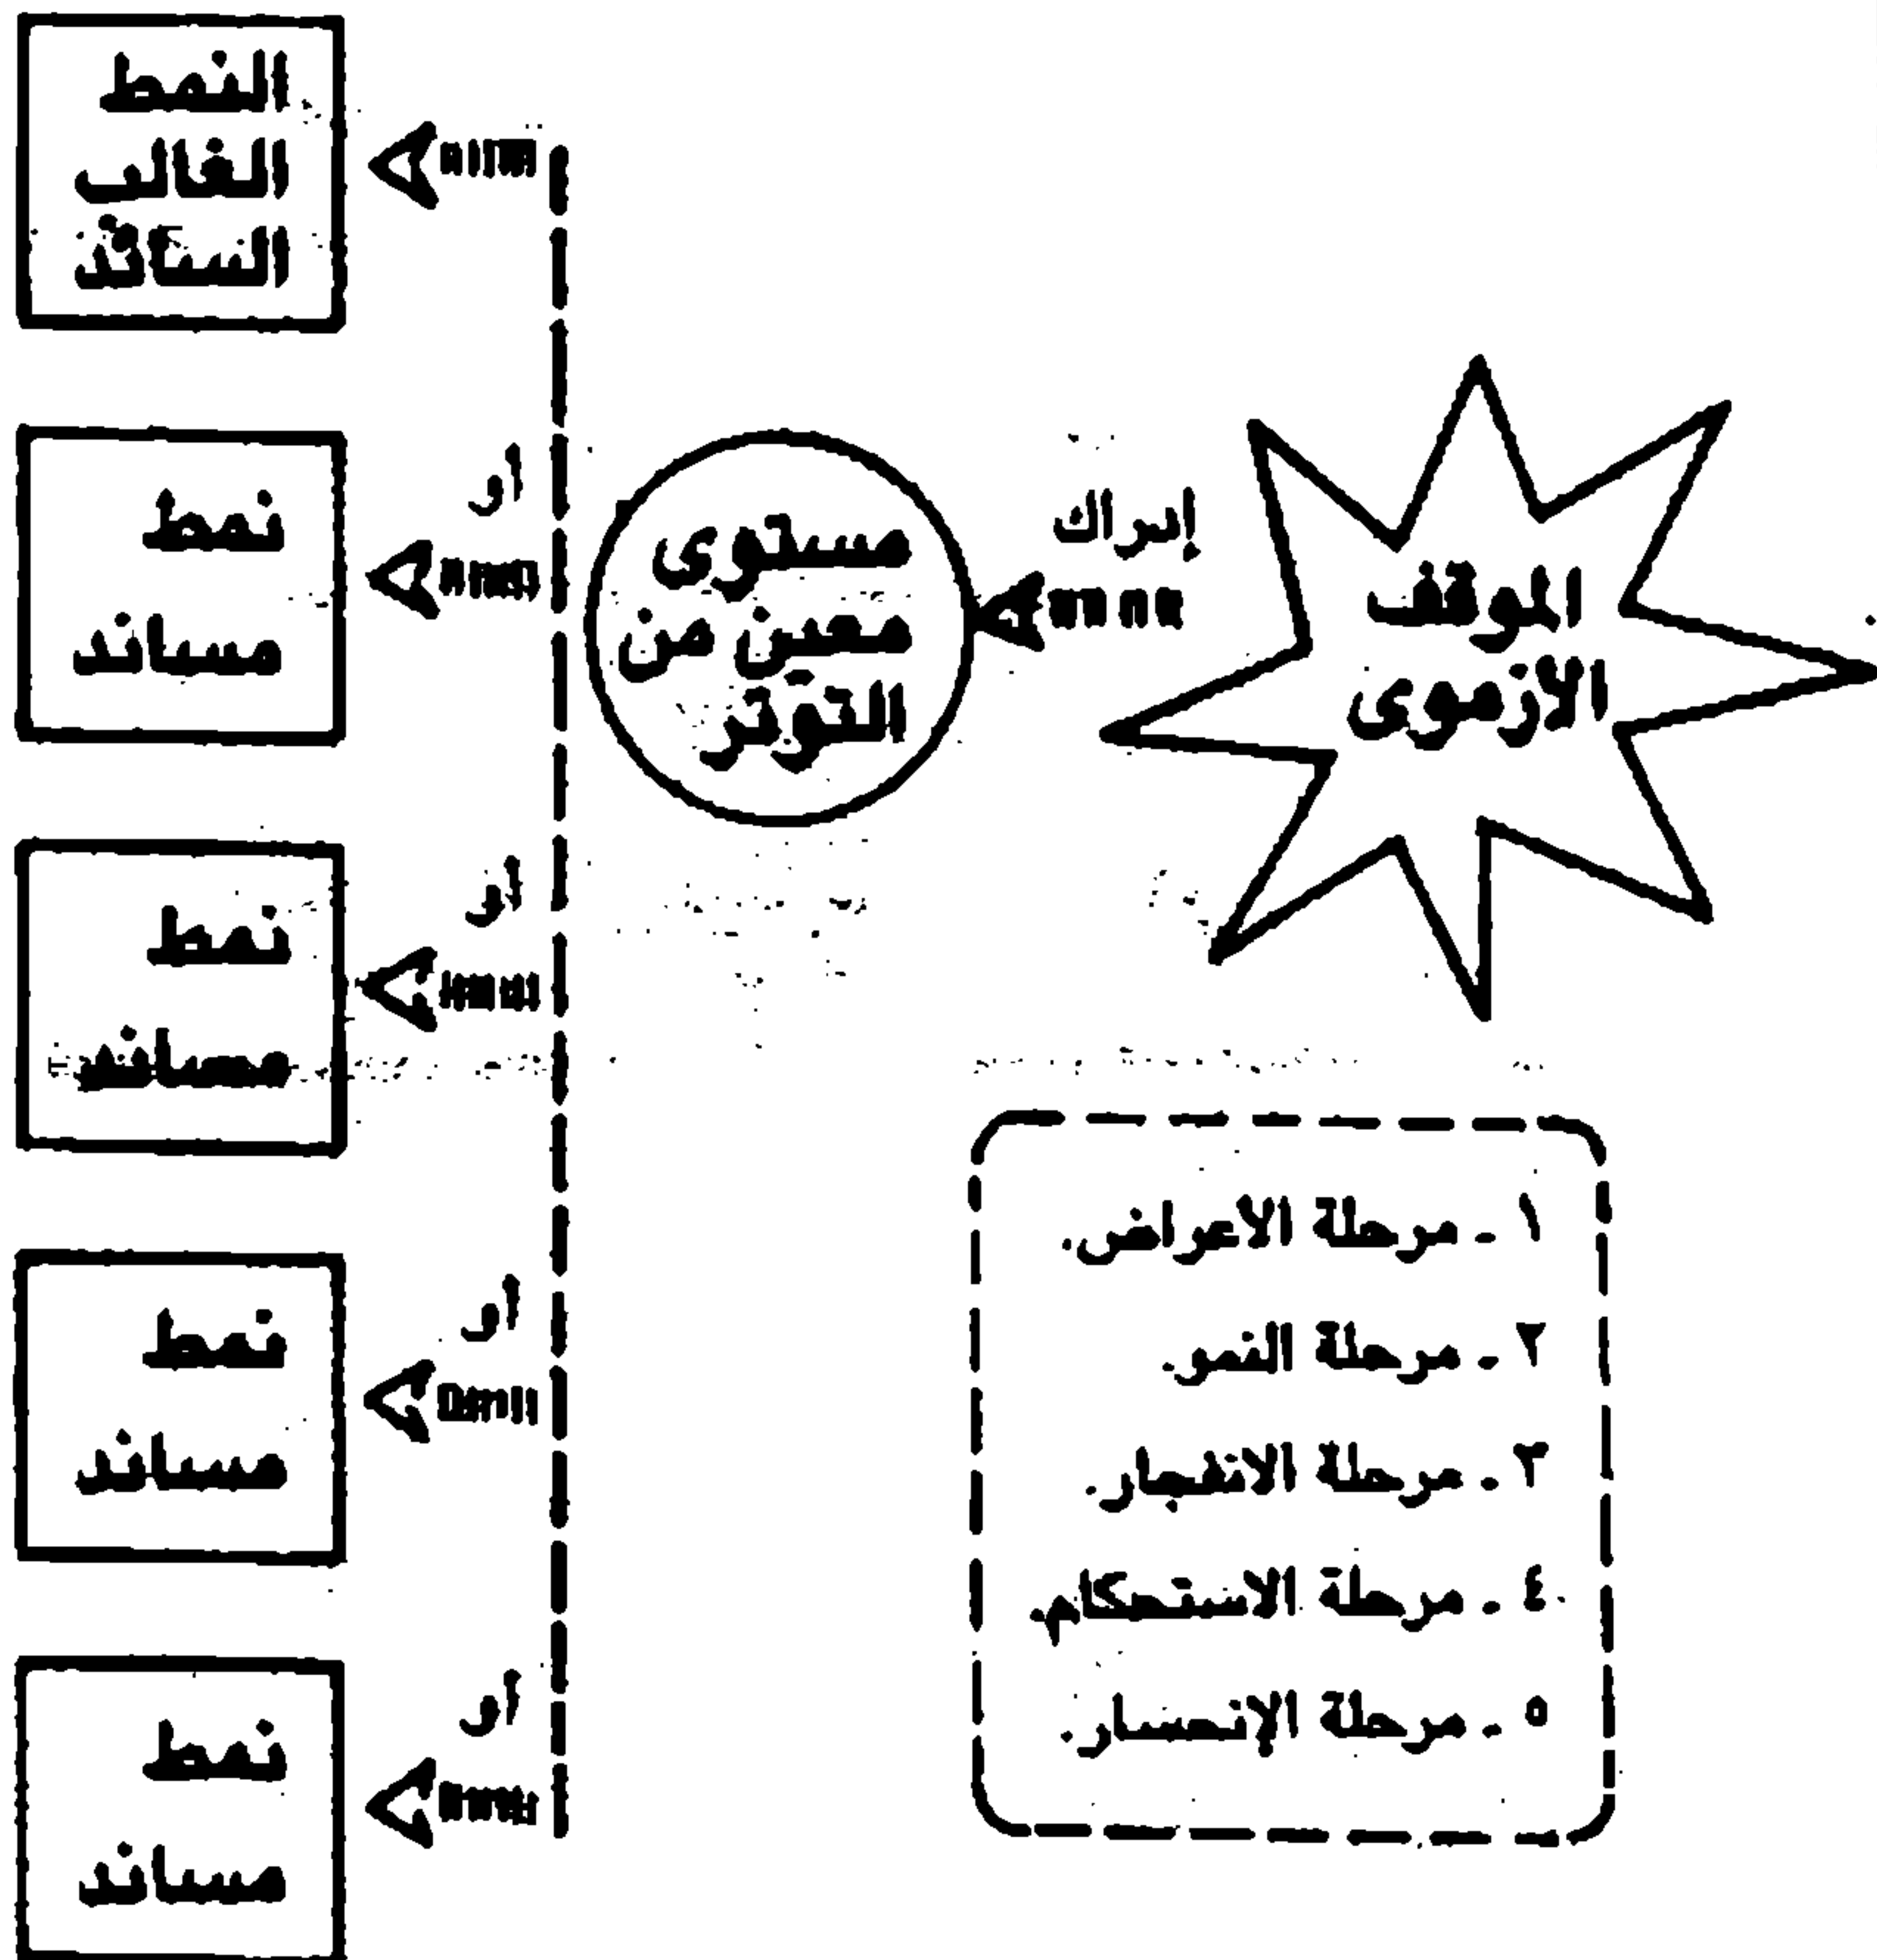 الموقف
الازموى
إدراك
مستوى
معين من
التوتر
النمط
الغالب
السائد
أو
نمط
مساند
أو
نمط
مساند
أو
نمط
مساند
أو
نمط
مساند
١ - مرحلة الاعراض.
٢ - مرحلة النمو.
٣ - مرحلة الانفجار.
٤ - مرحلة الاستحكام.
٥ - مرحلة الإنحسار.